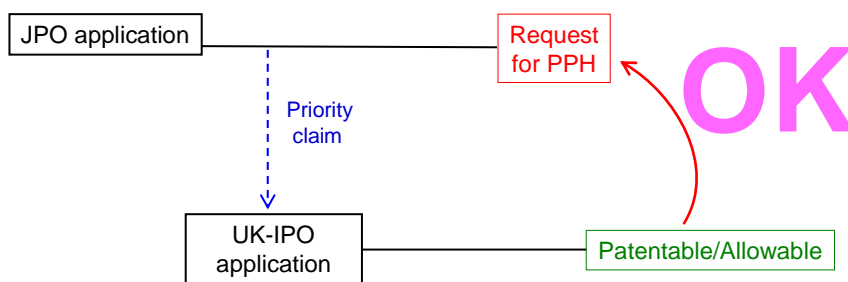 JPO application
Request
for PPH
OK
Priority
claim
UK-IPO
application
Patentable/Allowable